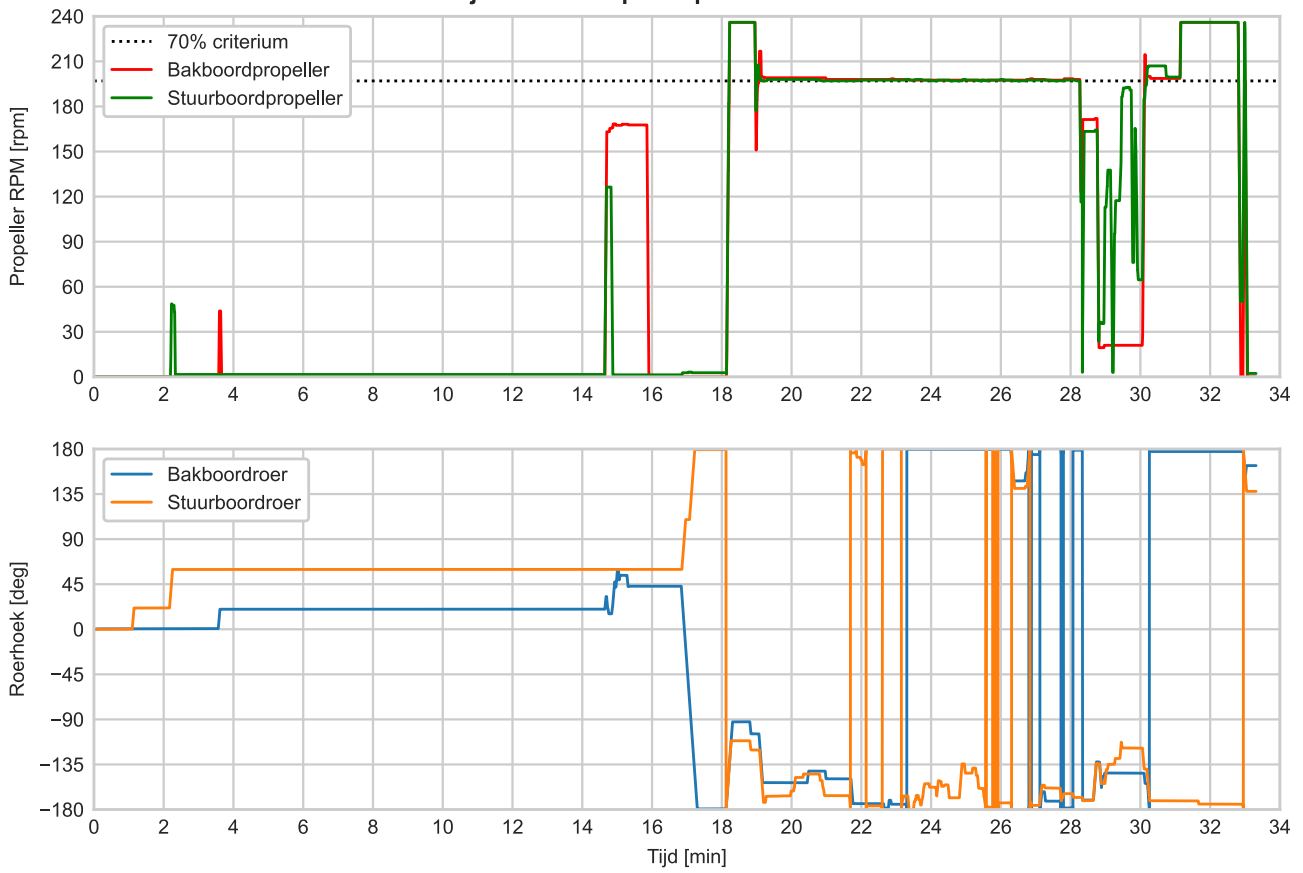 240
210
180
150
120
90
60
30
0
Propeller RPM [rpm]
70% criterium
Bakboordpropeller
Stuurboordpropeller
0 2 4 6 8 10 12 14 16 18 20 22 24 26 28 30 32 34
180
135
90
45
0
−45
−90
−135
−180
Roerhoek [deg]
Bakboordroer
Stuurboordroer
0 2 4 6 8 10 12 14 16 18 20 22 24 26 28 30 32 34
Tijd [min]